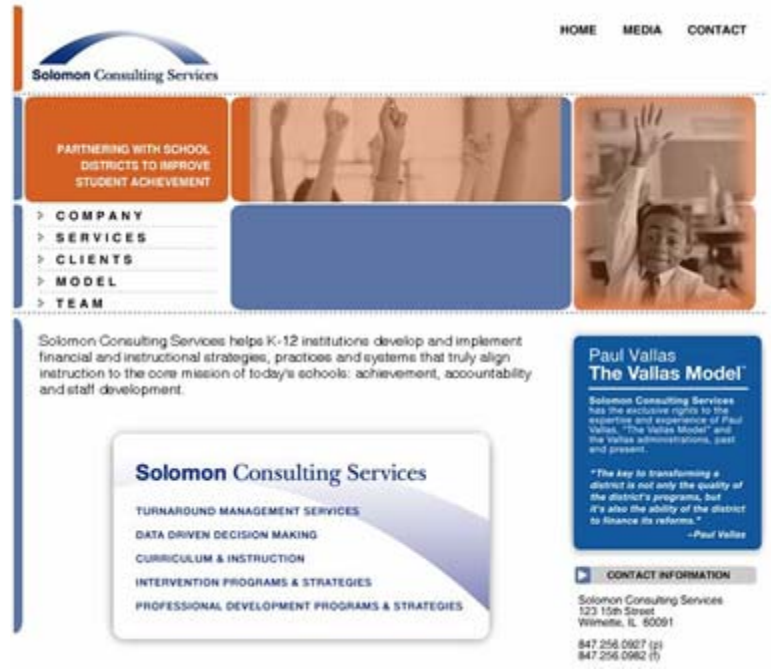 HOME MEDIA CONTACT
Solomon Consulting Services
PARTNERING WITH SCHOOL
DISTRICTS TO IMPROVE
STUDENT ACHIEVEMENT
> COMPANY
> SERVICES
> CLIENTS
> MODEL
> TEAM
Solomon Consulting Services helps K-12 institutions develop and implement
financial and instructional strategies, practices and systems that truly align
instruction to the core mission of today's schools: achievement, accountability
and staff development.
Solomon Consulting Services
TURNAROUND MANAGEMENT SERVICES
DATA DRIVEN DECISION MAKING
CURRICULUM & INSTRUCTION
INTERVENTION PROGRAMS & STRATEGIES
PROFESSIONAL DEVELOPMENT PROGRAMS & STRATEGIES
Paul Vallas
The Vallas Model™
Solomon Consulting Services
has the exclusive rights to the
expertise and experience of Paul
Vallas, "The Vallas Model" and
the Vallas administrations, past
and present.
"The key to transforming a
district is not only the quality of
the district's programs, but
it's also the ability of the district
to finance its reforms."
–Paul Vallas
CONTACT INFORMATION
Solomon Consulting Services
123 15th Street
Wilmette, IL 60091
847.256.0927 (p)
847.256.0982 (f)